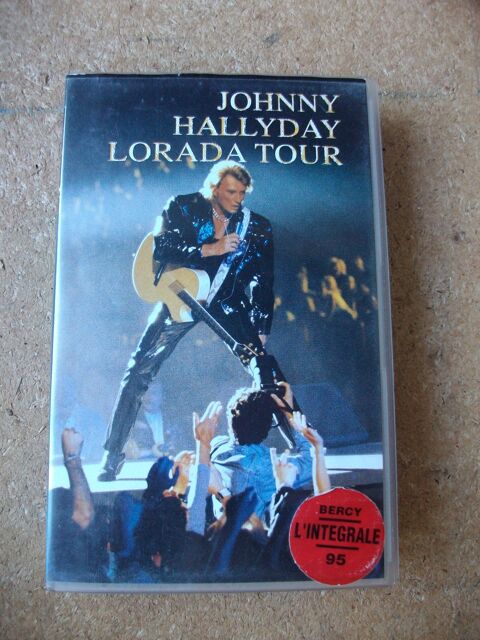 JOHNNY
HALLYDAY
LORADA TOUR
BERCY
L'INTEGRALE
95